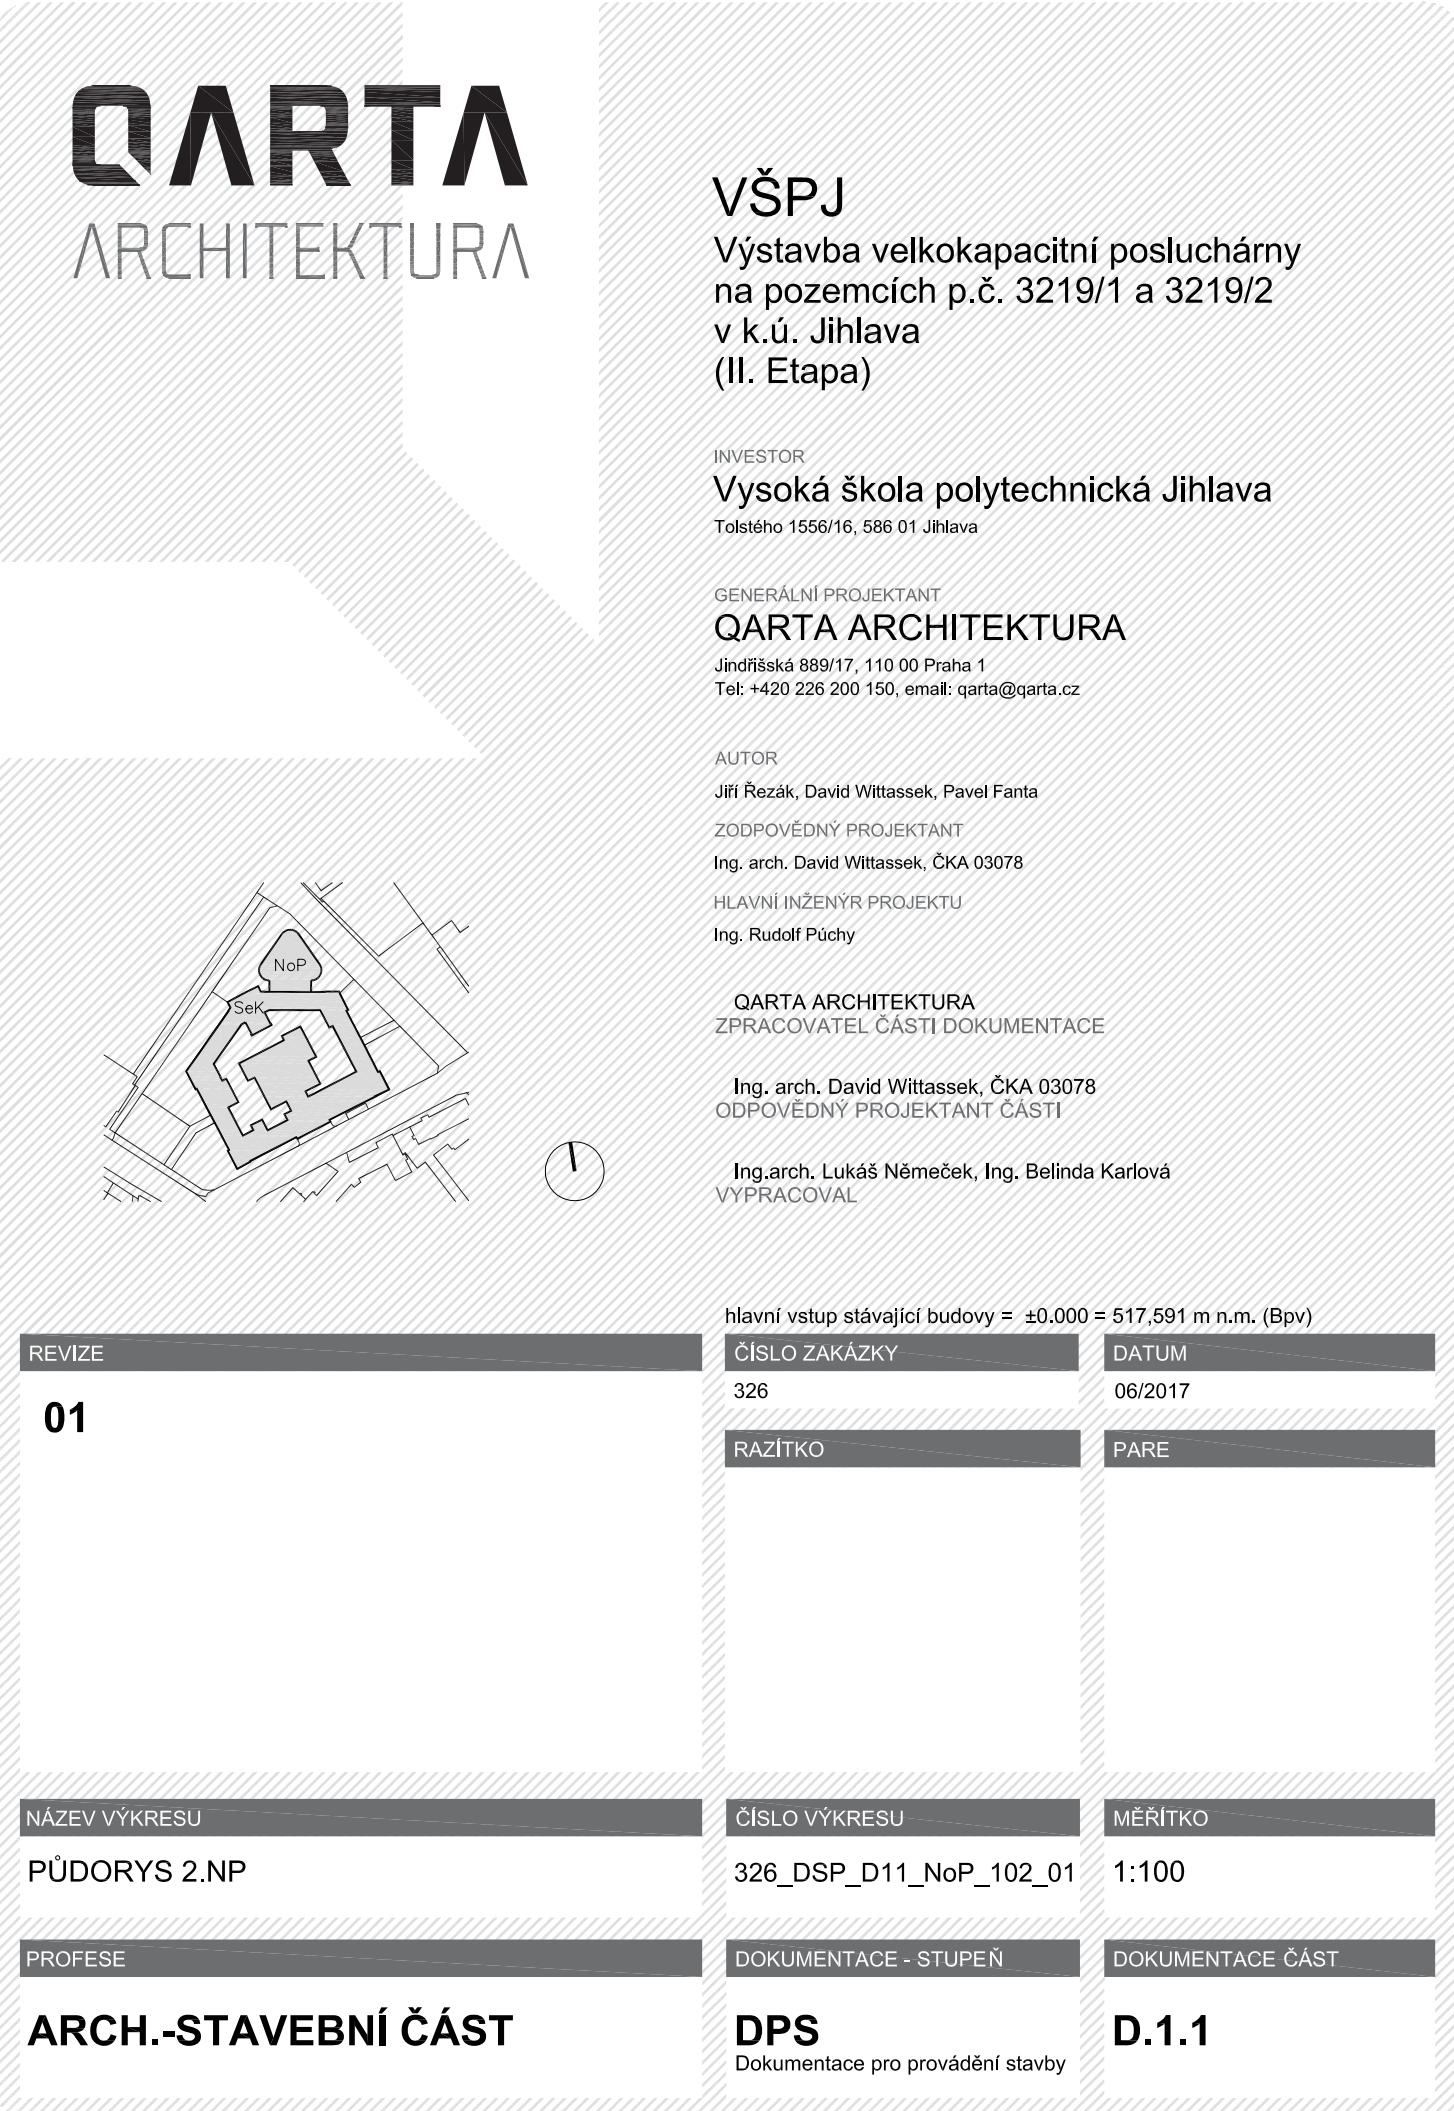 QARTA
ARCHITEKTURA
VŠPJ
Výstavba velkokapacitní posluchárny
na pozemcích p.č. 3219/1 a 3219/2
v k.ú. Jihlava
(II. Etapa)
INVESTOR
Vysoká škola polytechnická Jihlava
Tolstého 1556/16, 586 01 Jihlava
GENERÁLNÍ PROJEKTANT
QARTA ARCHITEKTURA
Jindřišská 889/17, 110 00 Praha 1
Tel: +420 226 200 150, email: qarta@qarta.cz
AUTOR
Jiří Řezák, David Wittassek, Pavel Fanta
ZODPOVĚDNÝ PROJEKTANT
Ing. arch. David Wittassek, ČKA 03078
HLAVNÍ INŽENÝR PROJEKTU
Ing. Rudolf Púchy
NoP
SeK
QARTA ARCHITEKTURA
ZPRACOVATEL ČÁSTI DOKUMENTACE
Ing. arch. David Wittassek, ČKA 03078
ODPOVĚDNÝ PROJEKTANT ČÁSTI
Ing.arch. Lukáš Němeček, Ing. Belinda Karlová
VYPRACOVAL
hlavní vstup stávající budovy = ±0.000 = 517,591 m n.m. (Bpv)
REVIZE
01
ČÍSLO ZAKÁZKY
326
DATUM
06/2017
RAZÍTKO
PARE
NÁZEV VÝKRESU
PŮDORYS 2.NP
ČÍSLO VÝKRESU
326_DSP_D11_NoP_102_01
MĚŘÍTKO
1:100
PROFESE
ARCH.-STAVEBNÍ ČÁST
DOKUMENTACE - STUPEŇ
DPS
Dokumentace pro provádění stavby
DOKUMENTACE ČÁST
D.1.1